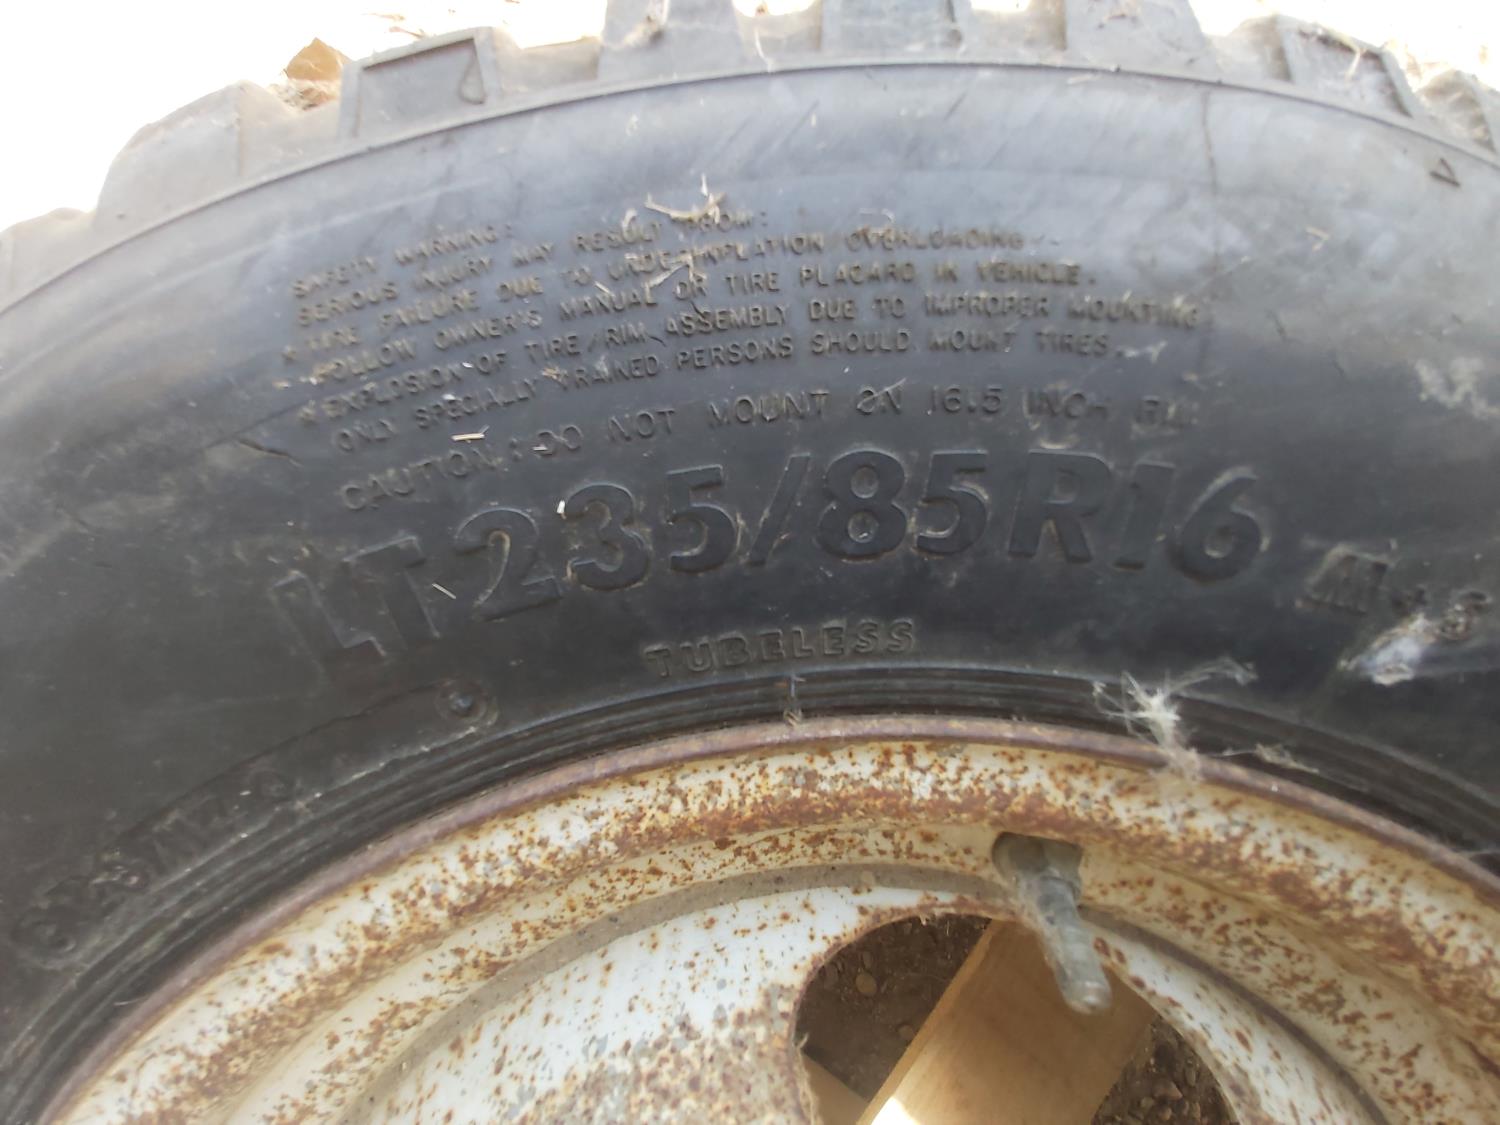 SAFETY WARNING:
SERIOUS INJURY MAY RESULT FROM:
* TIRE FAILURE DUE TO UNDERINFLATION/OVERLOADING--
FOLLOW OWNER'S MANUAL OR TIRE PLACARD IN VEHICLE.
* EXPLOSION OF TIRE/RIM ASSEMBLY DUE TO IMPROPER MOUNTING
ONLY SPECIALLY TRAINED PERSONS SHOULD MOUNT TIRES.
CAUTION: DO NOT MOUNT ON 16.5 INCH RIM
LT235/85R16 M+S
TUBELESS